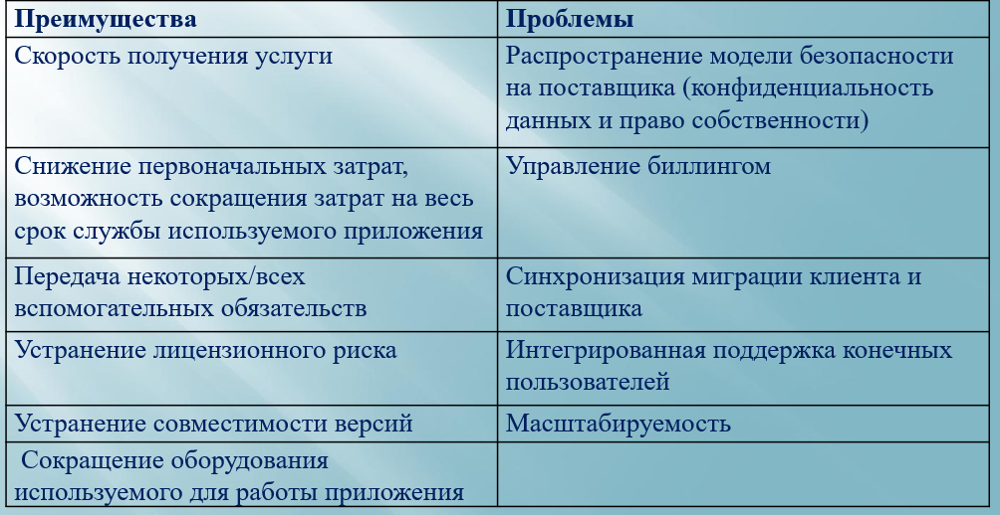 Преимущества
Проблемы
Скорость получения услуги
Распространение модели безопасности
на поставщика (конфиденциальность
данных и право собственности)
Снижение первоначальных затрат,
возможность сокращения затрат на весь
срок службы используемого приложения
Управление биллингом
Передача некоторых/всех
вспомогательных обязательств
Синхронизация миграции клиента и
поставщика
Устранение лицензионного риска
Интегрированная поддержка конечных
пользователей
Устранение совместимости версий
Масштабируемость
Сокращение оборудования
используемого для работы приложения